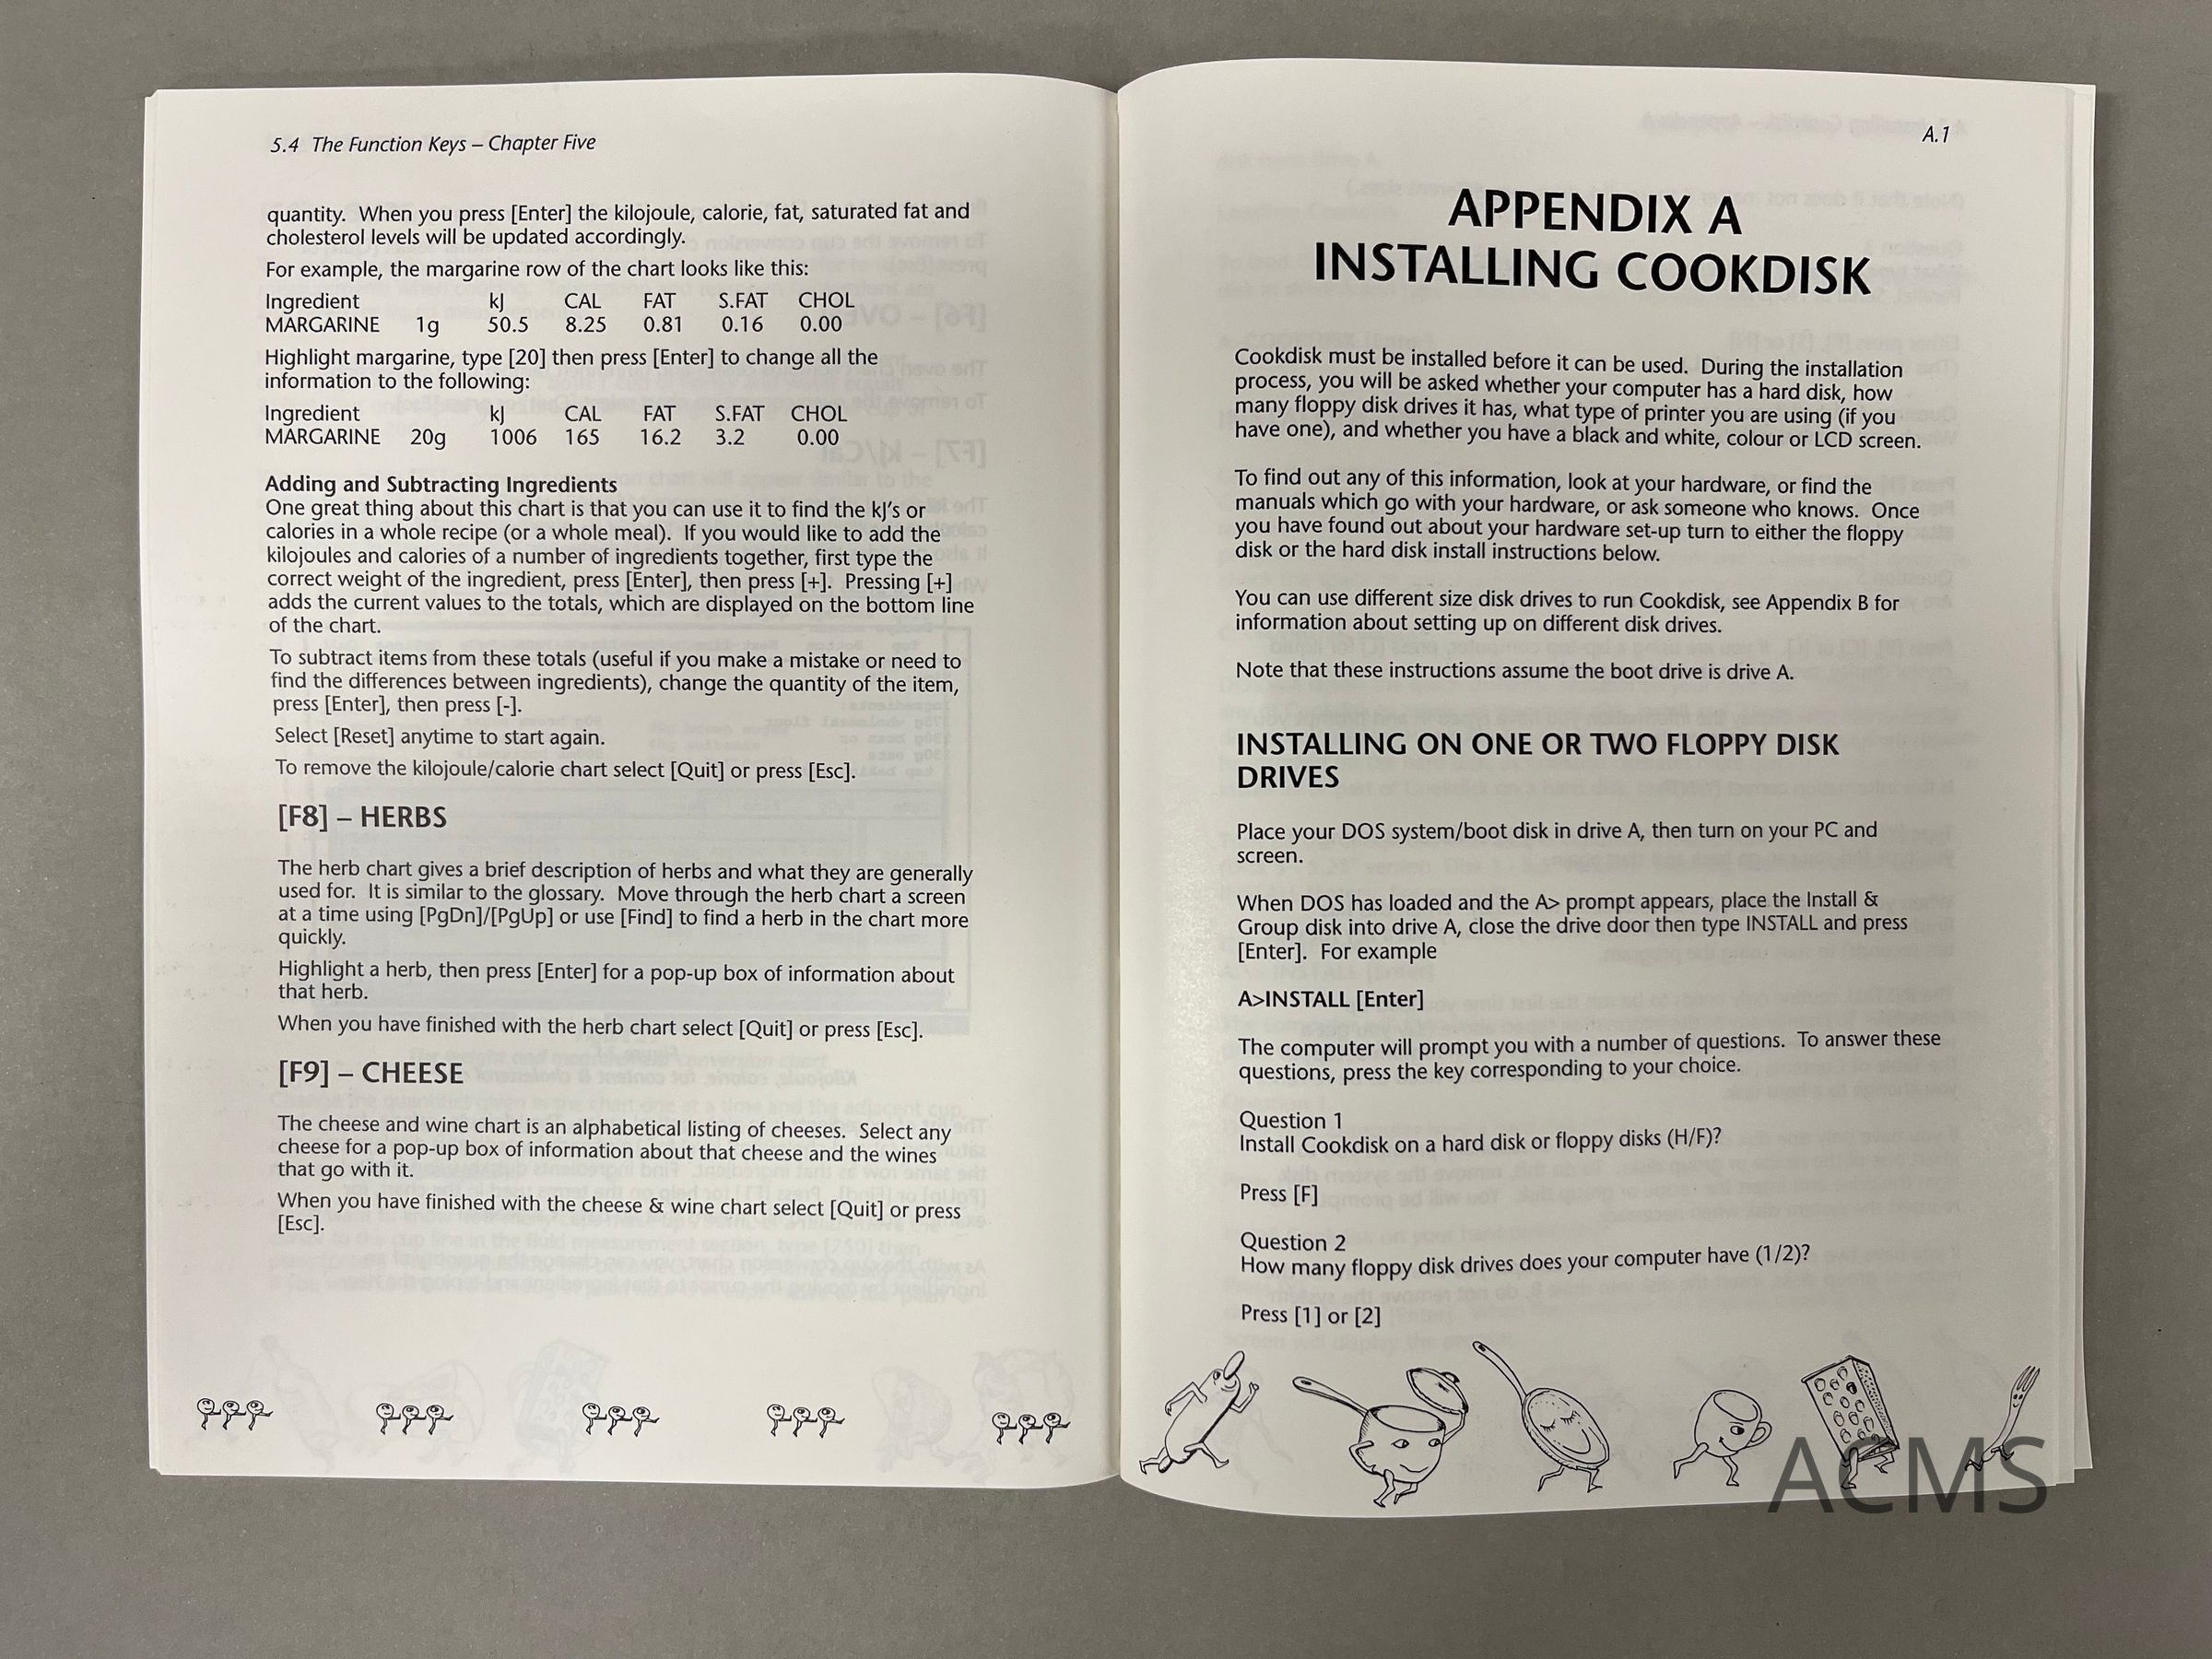 5.4 The Function Keys – Chapter Five
quantity. When you press [Enter] the kilojoule, calorie, fat, saturated fat and
cholesterol levels will be updated accordingly.
For example, the margarine row of the chart looks like this:
Ingredient kJ CAL FAT S.FAT CHOL
MARGARINE 1g 50.5 8.25 0.81 0.16 0.00
Highlight margarine, type [20] then press [Enter] to change all the
information to the following:
Ingredient kJ CAL FAT S.FAT CHOL
MARGARINE 20g 1006 165 16.2 3.2 0.00
Adding and Subtracting Ingredients
One great thing about this chart is that you can use it to find the kJ's or
calories in a whole recipe (or a whole meal). If you would like to add the
kilojoules and calories of a number of ingredients together, first type the
correct weight of the ingredient, press [Enter], then press [+]. Pressing [+]
adds the current values to the totals, which are displayed on the bottom line
of the chart.
To subtract items from these totals (useful if you make a mistake or need to
find the differences between ingredients), change the quantity of the item,
press [Enter], then press [-].
Select [Reset] anytime to start again.
To remove the kilojoule/calorie chart select [Quit] or press [Esc].
[F8] – HERBS
The herb chart gives a brief description of herbs and what they are generally
used for. It is similar to the glossary. Move through the herb chart a screen
at a time using [PgDn]/[PgUp] or use [Find] to find a herb in the chart more
quickly.
Highlight a herb, then press [Enter] for a pop-up box of information about
that herb.
When you have finished with the herb chart select [Quit] or press [Esc].
[F9] – CHEESE
The cheese and wine chart is an alphabetical listing of cheeses. Select any
cheese for a pop-up box of information about that cheese and the wines
that go with it.
When you have finished with the cheese & wine chart select [Quit] or press
[Esc].
A.1
APPENDIX A
INSTALLING COOKDISK
Cookdisk must be installed before it can be used. During the installation
process, you will be asked whether your computer has a hard disk, how
many floppy disk drives it has, what type of printer you are using (if you
have one), and whether you have a black and white, colour or LCD screen.
To find out any of this information, look at your hardware, or find the
manuals which go with your hardware, or ask someone who knows. Once
you have found out about your hardware set-up turn to either the floppy
disk or the hard disk install instructions below.
You can use different size disk drives to run Cookdisk, see Appendix B for
information about setting up on different disk drives.
Note that these instructions assume the boot drive is drive A.
INSTALLING ON ONE OR TWO FLOPPY DISK
DRIVES
Place your DOS system/boot disk in drive A, then turn on your PC and
screen.
When DOS has loaded and the A> prompt appears, place the Install &
Group disk into drive A, close the drive door then type INSTALL and press
[Enter]. For example
A>INSTALL [Enter]
The computer will prompt you with a number of questions. To answer these
questions, press the key corresponding to your choice.
Question 1
Install Cookdisk on a hard disk or floppy disks (H/F)?
Press [F]
Question 2
How many floppy disk drives does your computer have (1/2)?
Press [1] or [2]
ACMS